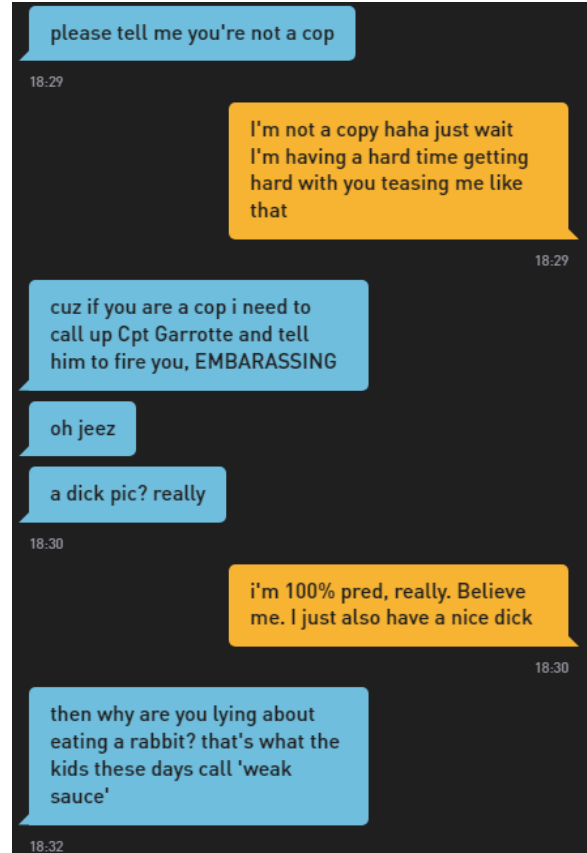 please tell me you're not a cop
18:29
I'm not a copy haha just wait
I'm having a hard time getting
hard with you teasing me like
that
18:29
cuz if you are a cop i need to
call up Cpt Garrotte and tell
him to fire you, EMBARASSING
oh jeez
a dick pic? really
18:30
i'm 100% pred, really. Believe
me. I just also have a nice dick
18:30
then why are you lying about
eating a rabbit? that's what the
kids these days call 'weak
sauce'
18:32